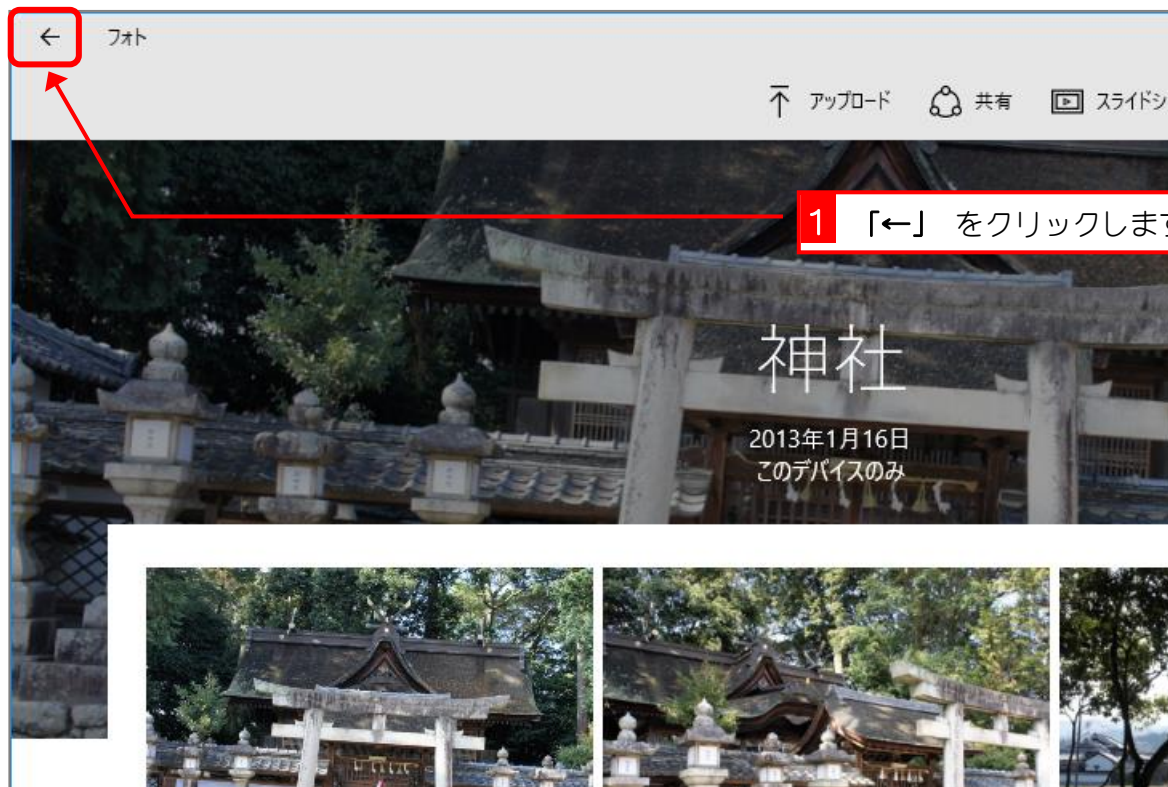 ← フォト
アップロード 共有 スライドシ
1 「←」 をクリックします
神社
2013年1月16日
このデバイスのみ